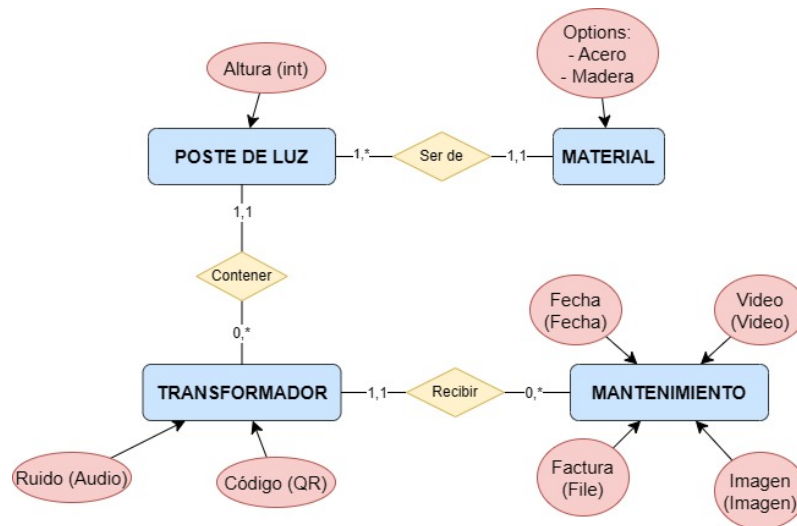 Options:
- Acero
- Madera
Altura (int)
POSTE DE LUZ
1,*
Ser de
1,1
MATERIAL
1,1
Contener
0,*
Fecha
(Fecha)
Video
(Video)
TRANSFORMADOR
1,1
Recibir
0,*
MANTENIMIENTO
Ruido (Audio)
Código (QR)
Factura
(File)
Imagen
(Imagen)